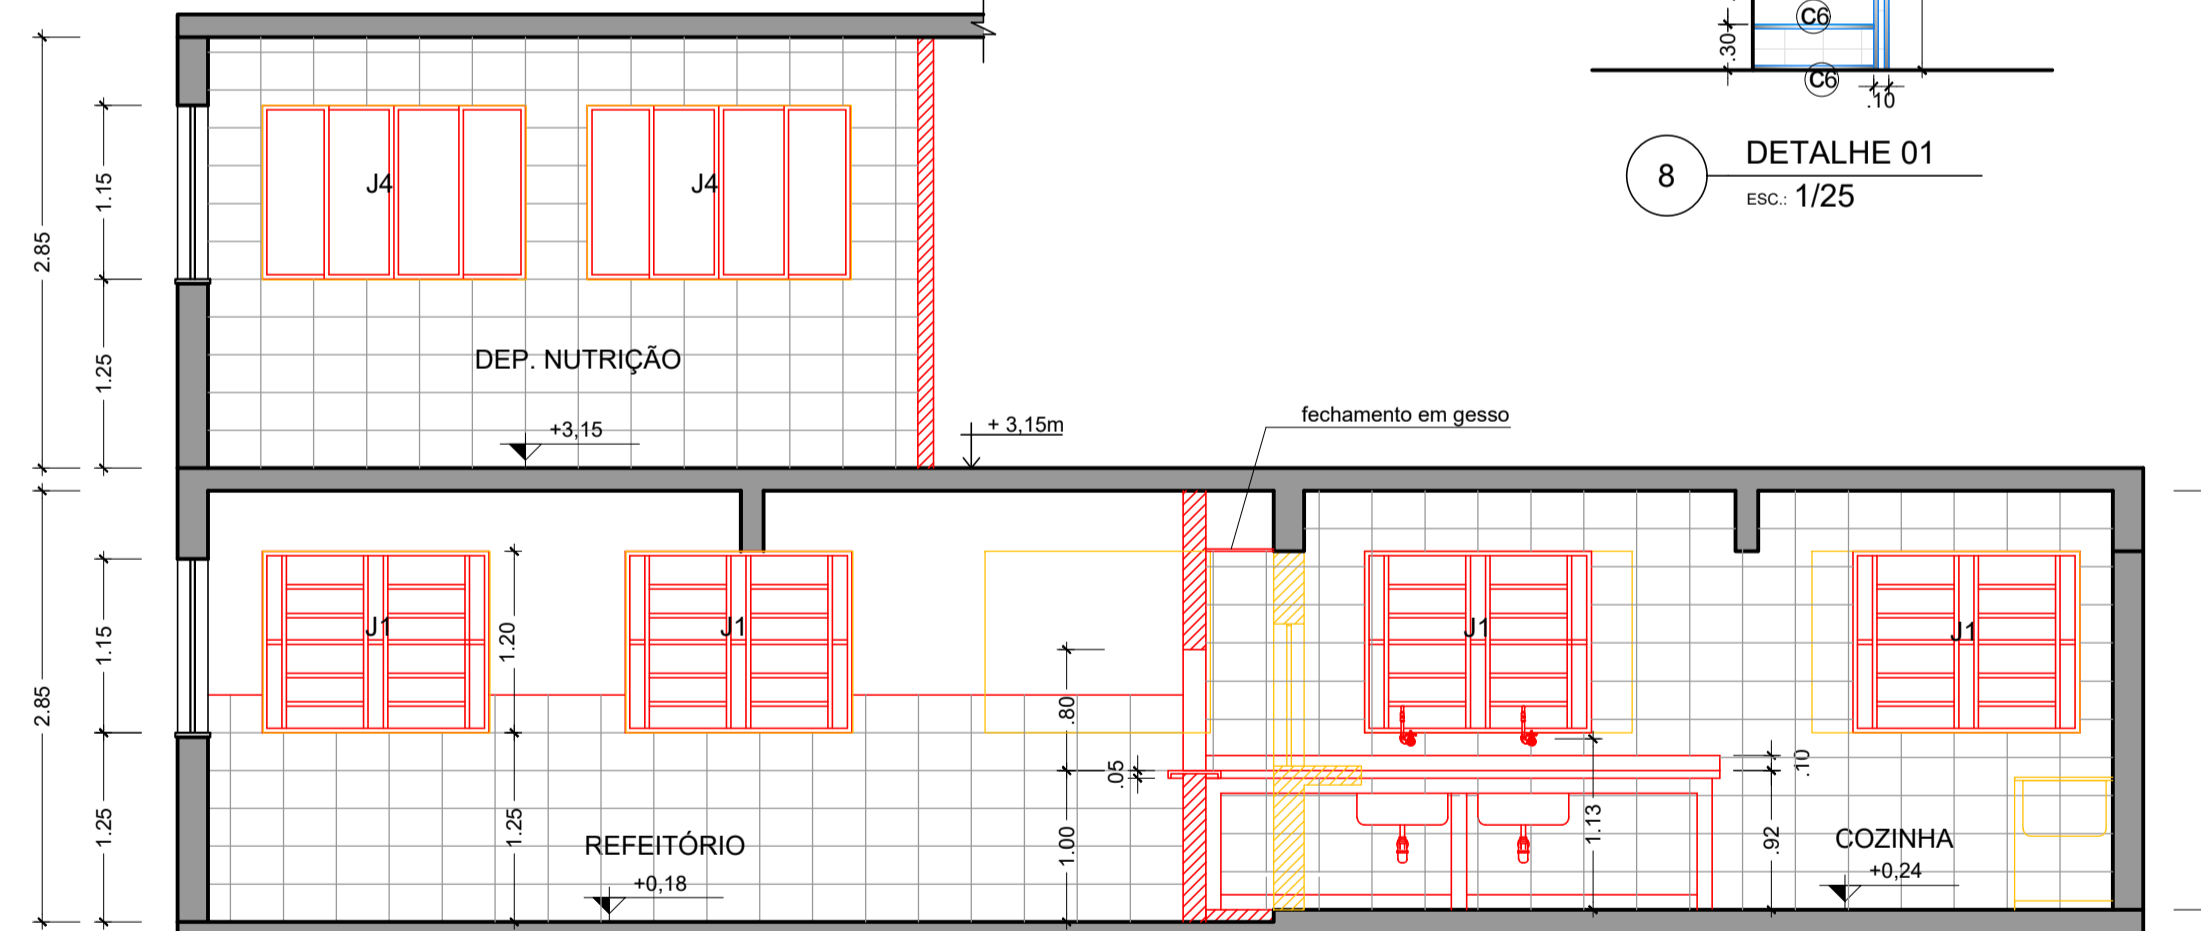 C6
.30
C6
.10
8
DETALHE 01
ESC.: 1/25
2.85
1.15
1.25
J4
J4
DEP. NUTRIÇÃO
+3,15
+ 3,15m
fechamento em gesso
2.85
1.15
1.25
J1
1.20
1.25
J1
REFEITÓRIO
+0,18
.80
.05
1.00
J1
1.13
.10
.92
J1
COZINHA
+0,24